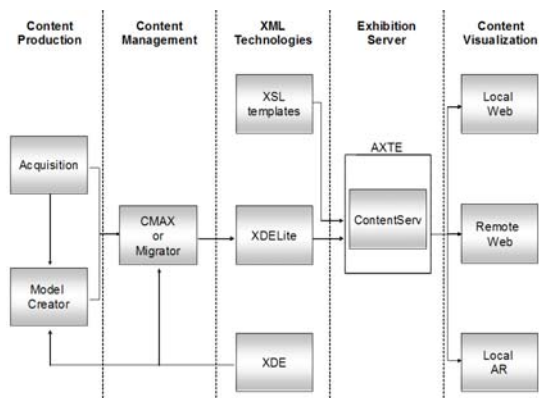 Content
Production
Content
Management
XML
Technologies
Exhibition
Server
Content
Visualization
XSL
templates
Local
Web
AXTE
Acquisition
ContentServ
CMAX
or
Migrator
XDELite
Remote
Web
Model
Creator
XDE
Local
AR